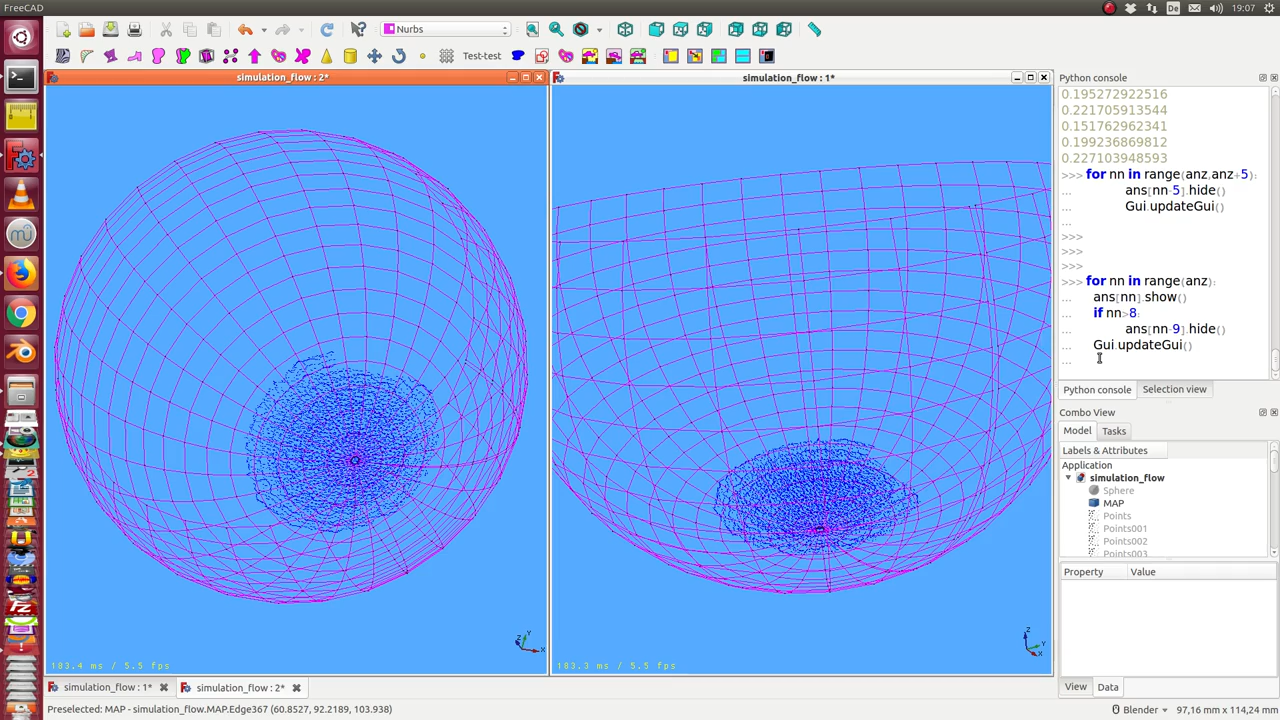 FreeCAD
De
19:07
Nurbs
Test-test
simulation_flow : 2*
simulation_flow : 1*
183.4 ms / 5.5 fps
183.3 ms / 5.5 fps
Z
Y
X
Z
Y
X
Python console
0.195272922516
0.221705913544
0.151762962341
0.199236869812
0.227103948593
>>> for nn in range(anz,anz+5):
... ans[nn-5].hide()
... Gui.updateGui()
...
>>>
>>>
>>>
>>> for nn in range(anz):
... ans[nn].show()
... if nn>8:
... ans[nn-9].hide()
... Gui.updateGui()
...
Python console
Selection view
Combo View
Model
Tasks
Labels & Attributes
Application
simulation_flow
Sphere
MAP
Points
Points001
Points002
Points003
Property
Value
View
Data
simulation_flow : 1*
simulation_flow : 2*
Preselected: MAP - simulation_flow.MAP.Edge367 (60.8527, 92.2189, 103.938)
Blender
97,16 mm x 114,24 mm